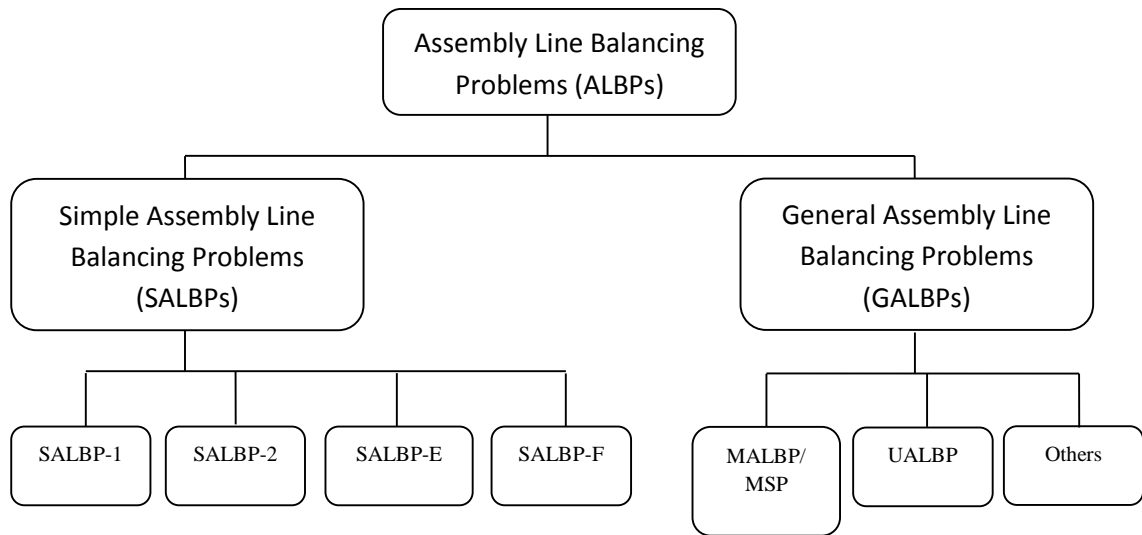 Assembly Line Balancing
Problems (ALBPs)
Simple Assembly Line
Balancing Problems
(SALBPs)
General Assembly Line
Balancing Problems
(GALBPs)
SALBP-1
SALBP-2
SALBP-E
SALBP-F
MALBP/
MSP
UALBP
Others